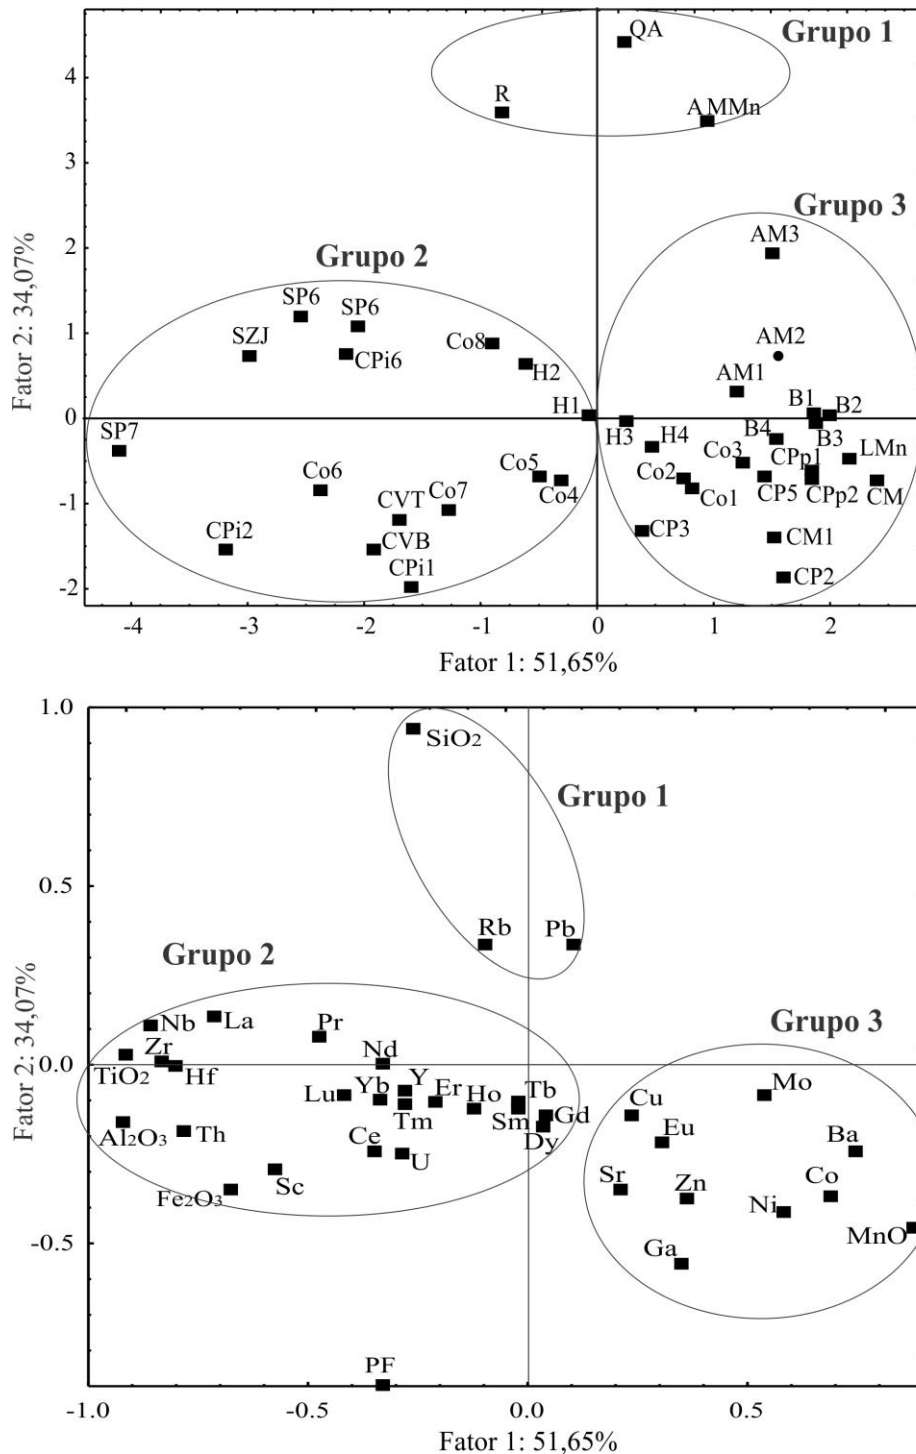 QA
Grupo 1
4
R
A MMn
3
Grupo 3
AM3
2
Grupo 2
SP6
SP6
AM2
1
SZJ
CPi6
Co8
H2
AM1
B1
B2
0
H1
SP7
H3
H4
B4
B3
Co3
CPp1
LMn
Co6
Co5
Co2
Co4
Co1
CP5
CPp2
CM
-1
CVT
Co7
CP3
CPi2
CVB
CM1
CPi1
CP2
-2
-4
-3
-2
-1
0
1
2
Fator 2: 34,07%
Fator 1: 51,65%
1.0
SiO2
Grupo 1
0.5
Rb
Pb
Grupo 2
Nb
La
Pr
Grupo 3
0.0
Zr
Nd
TiO2
Hf
Lu
Yb
Y
Er
Ho
Tb
Cu
Mo
Al2O3
Th
Tm
Sm
Gd
Eu
Ba
Ce
U
Dy
Fe2O3
Sc
Sr
Zn
Co
Ni
MnO
-0.5
Ga
PF
-1.0
-0.5
0.0
0.5
Fator 2: 34,07%
Fator 1: 51,65%